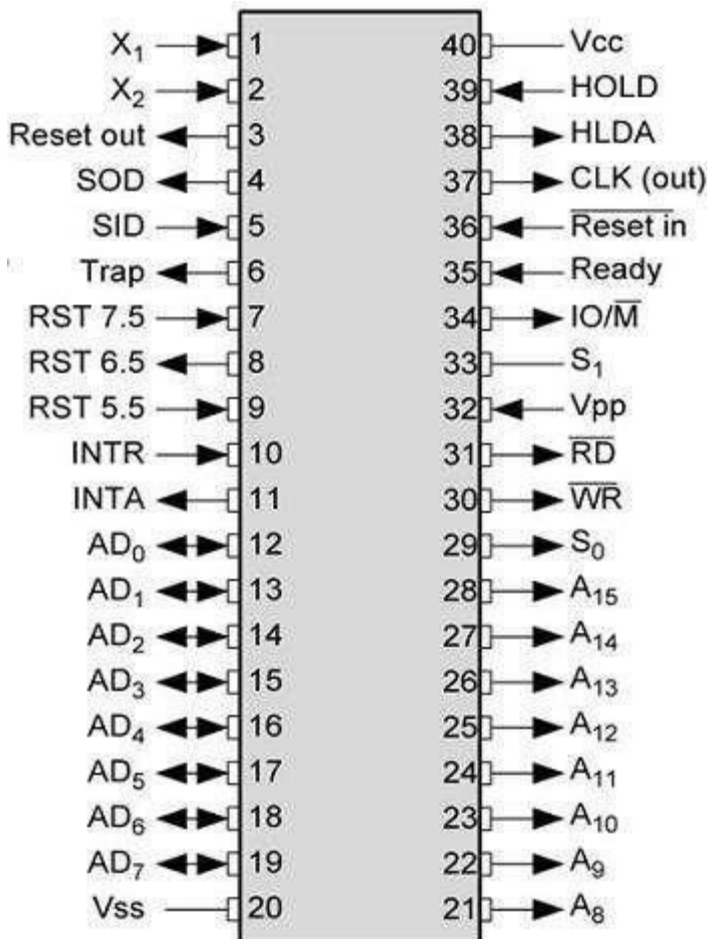 X₁ 1 40 Vcc
X₂ 2 39 HOLD
Reset out 3 38 HLDA
SOD 4 37 CLK (out)
SID 5 36 R̅e̅s̅e̅t̅ i̅n̅
Trap 6 35 Ready
RST 7.5 7 34 IO/M̅
RST 6.5 8 33 S₁
RST 5.5 9 32 Vpp
INTR 10 31 R̅D̅
INTA 11 30 W̅R̅
AD₀ 12 29 S₀
AD₁ 13 28 A₁₅
AD₂ 14 27 A₁₄
AD₃ 15 26 A₁₃
AD₄ 16 25 A₁₂
AD₅ 17 24 A₁₁
AD₆ 18 23 A₁₀
AD₇ 19 22 A₉
Vss 20 21 A₈